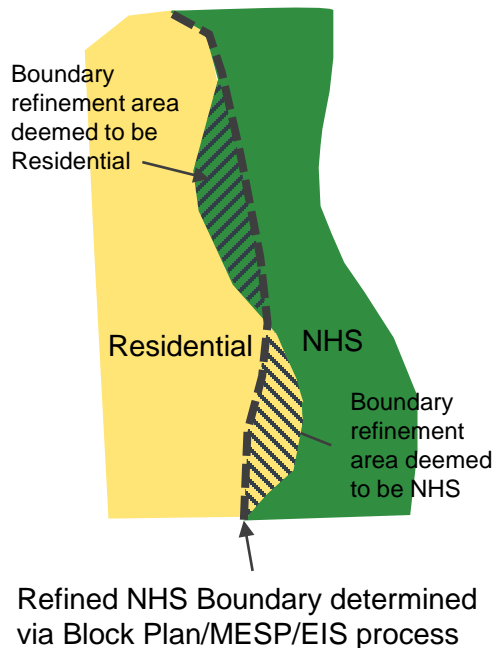 Boundary
refinement area
deemed to be
Residential
Residential
NHS
Boundary
refinement
area deemed
to be NHS
Refined NHS Boundary determined
via Block Plan/MESP/EIS process